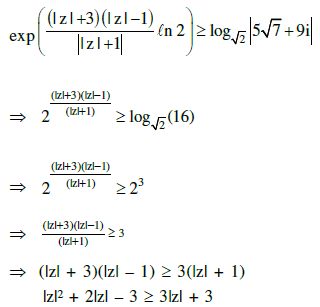 exp( (|z|+3)(|z|−1) / ||z|+1| ℓn 2 ) ≥ log_√2 |5√7 + 9i|
⇒ 2^( (|z|+3)(|z|−1) / (|z|+1) ) ≥ log_√2 (16)
⇒ 2^( (|z|+3)(|z|−1) / (|z|+1) ) ≥ 2^3
⇒ (|z|+3)(|z|−1) / (|z|+1) ≥ 3
⇒ (|z| + 3)(|z| − 1) ≥ 3(|z| + 1)
|z|² + 2|z| − 3 ≥ 3|z| + 3